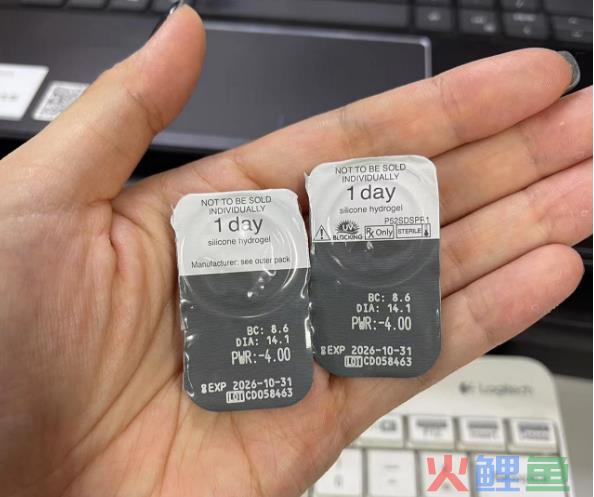 NOT TO BE SOLD
INDIVIDUALLY
1 day
silicone hydrogel
Manufacturer: see outer pack
BC: 8.6
DIA: 14.1
PWR:-4.00
EXP 2026-10-31
LOT CD058463
NOT TO BE SOLD
INDIVIDUALLY
1 day
silicone hydrogel
UV
BLOCKING
Rx Only
STERILE
BC: 8.6
DIA: 14.1
PWR:-4.00
EXP 2026-10-31
LOT CD058463
Logitech
火鲤鱼